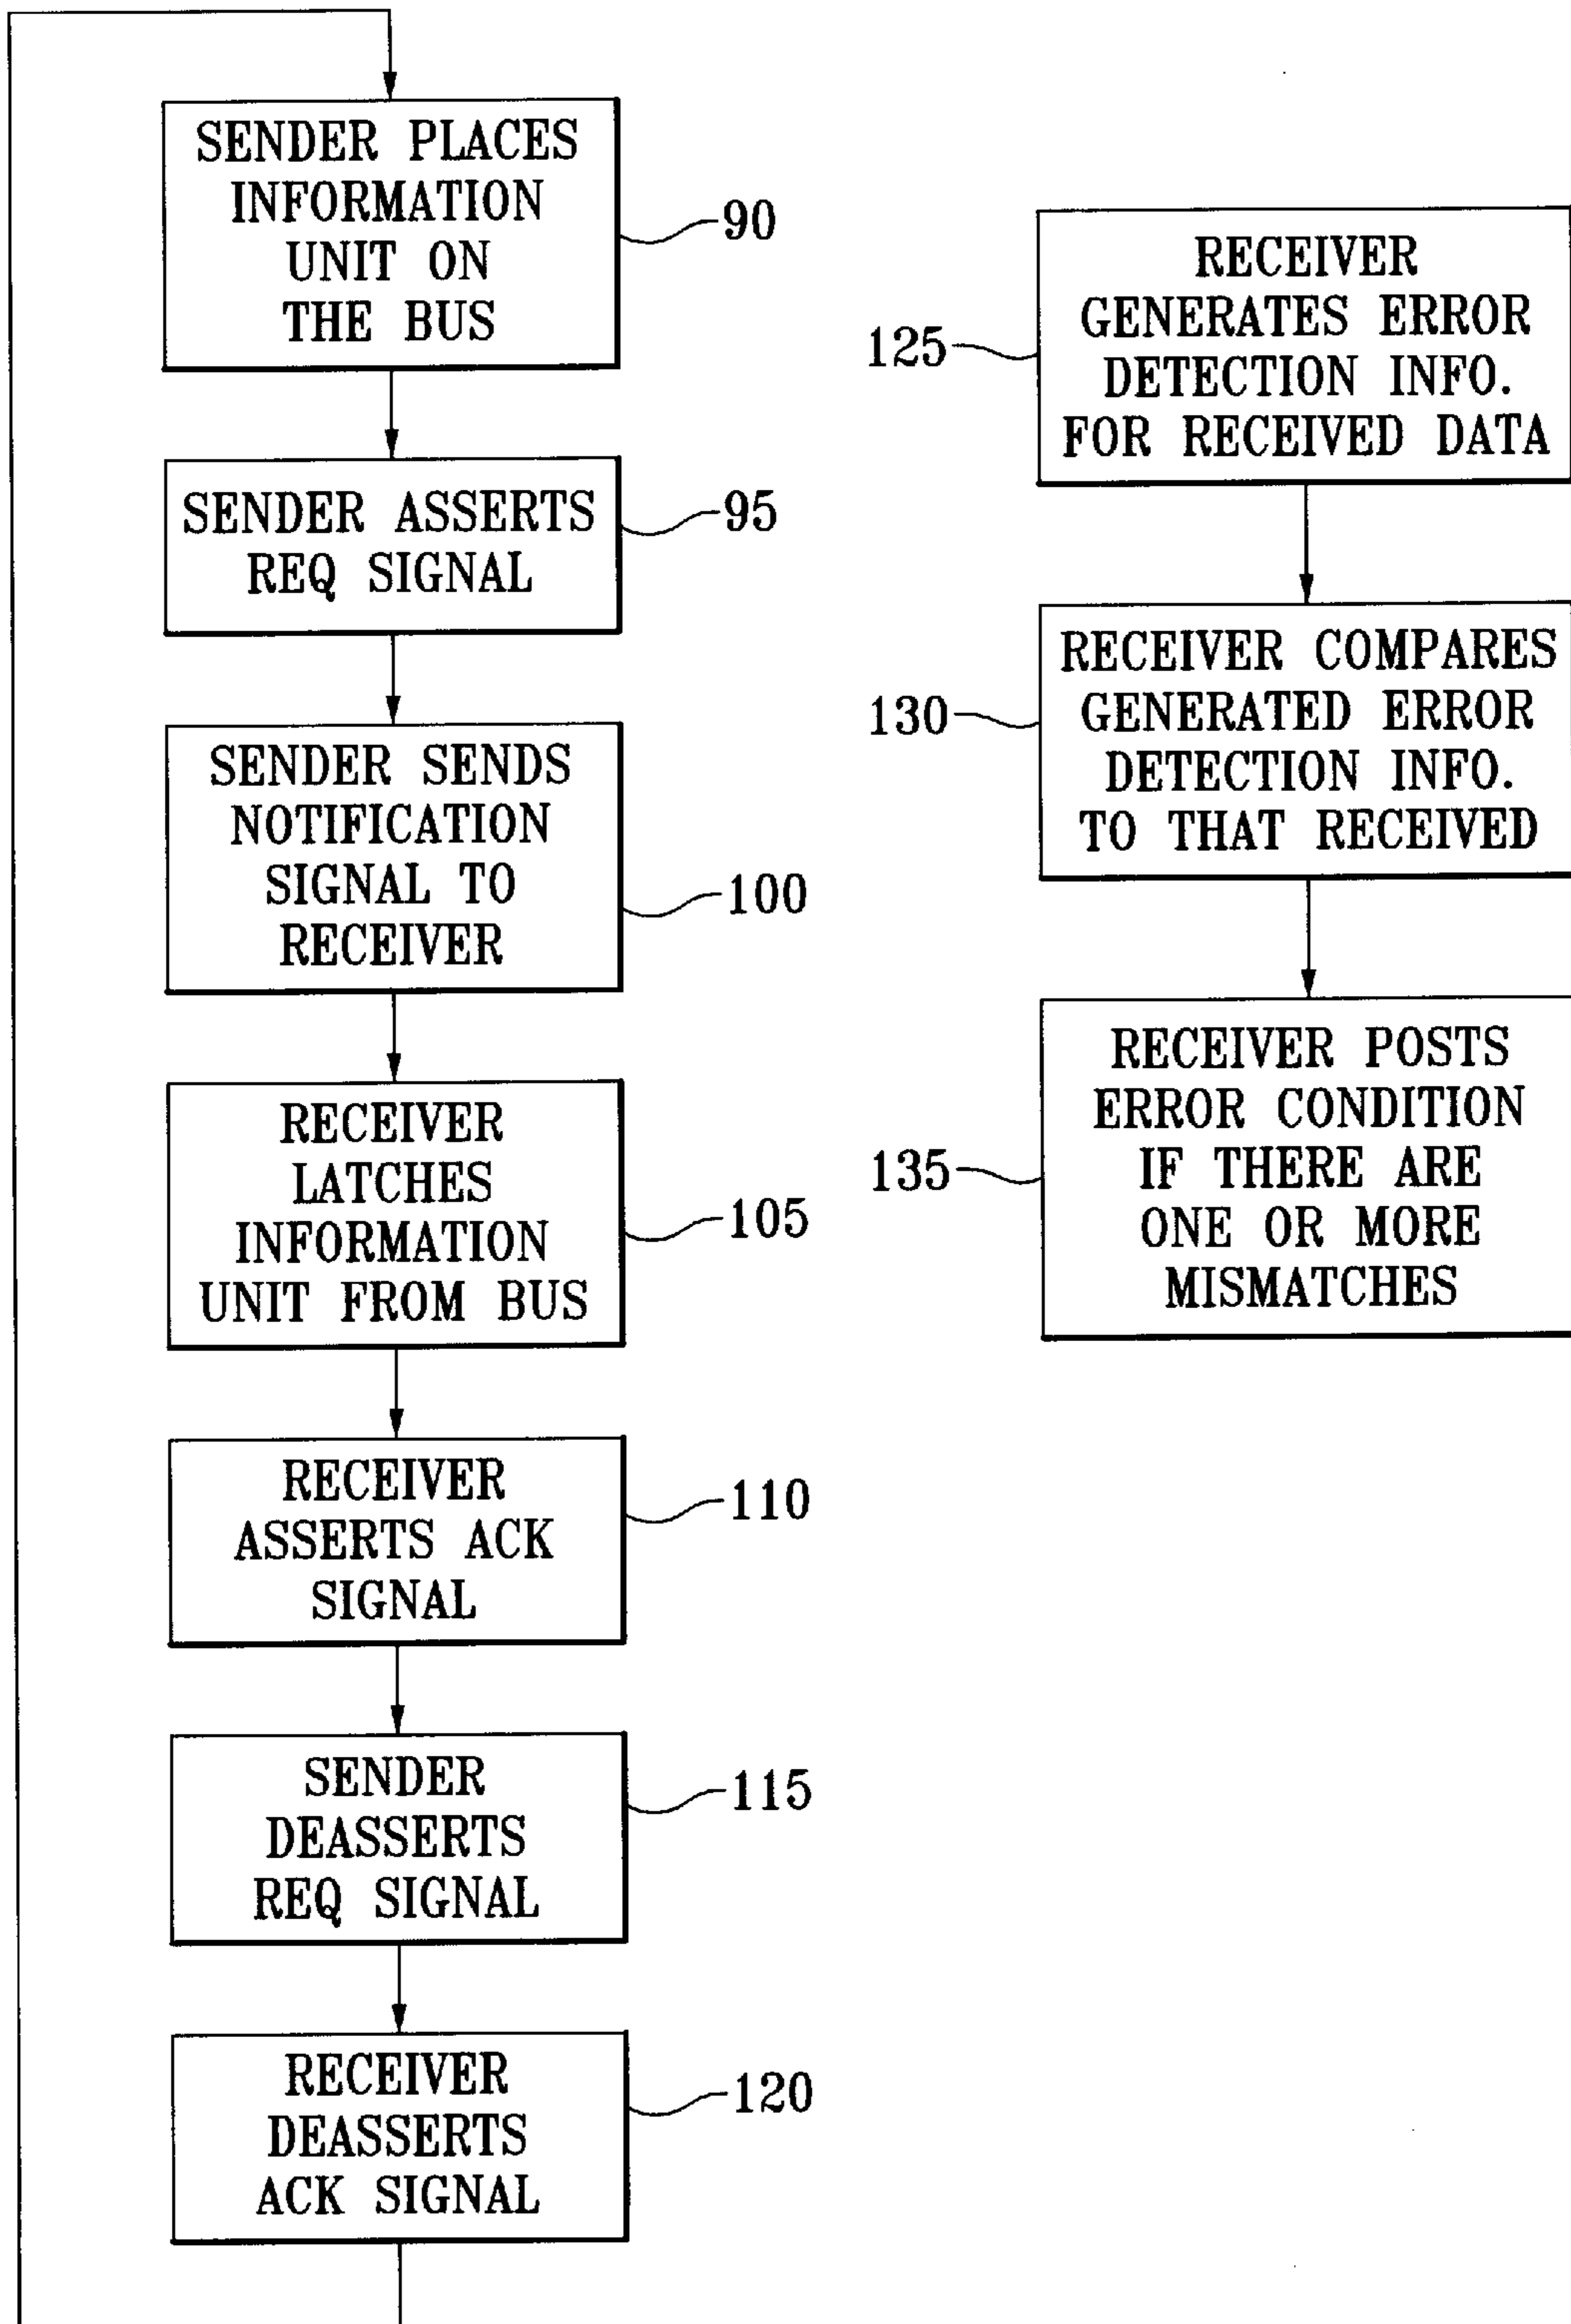 SENDER PLACES
INFORMATION
UNIT ON
THE BUS
90
SENDER ASSERTS
REQ SIGNAL
95
SENDER SENDS
NOTIFICATION
SIGNAL TO
RECEIVER
100
RECEIVER
LATCHES
INFORMATION
UNIT FROM BUS
105
RECEIVER
ASSERTS ACK
SIGNAL
110
SENDER
DEASSERTS
REQ SIGNAL
115
RECEIVER
DEASSERTS
ACK SIGNAL
120
RECEIVER
GENERATES ERROR
DETECTION INFO.
FOR RECEIVED DATA
125
RECEIVER COMPARES
GENERATED ERROR
DETECTION INFO.
TO THAT RECEIVED
130
RECEIVER POSTS
ERROR CONDITION
IF THERE ARE
ONE OR MORE
MISMATCHES
135